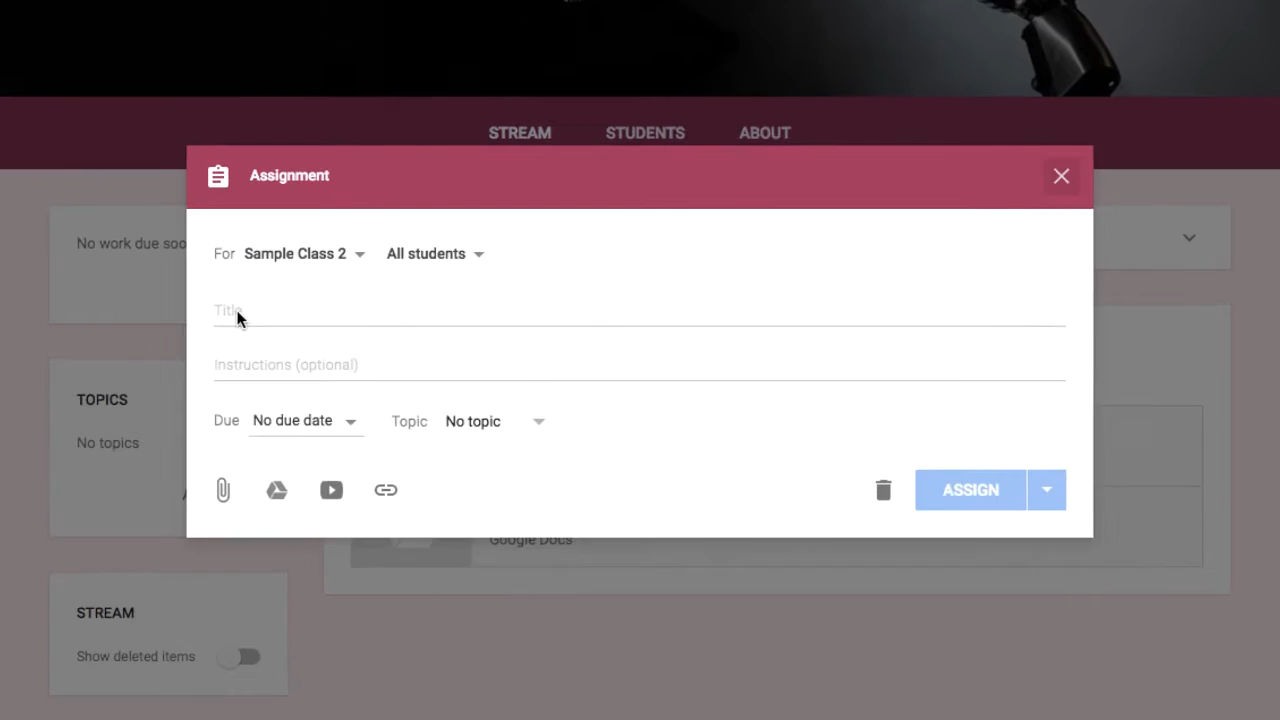 STREAM STUDENTS ABOUT
Assignment
No work due soo
For Sample Class 2 All students
Title
Instructions (optional)
TOPICS
No topics
Due No due date Topic No topic
ASSIGN
Google Docs
STREAM
Show deleted items